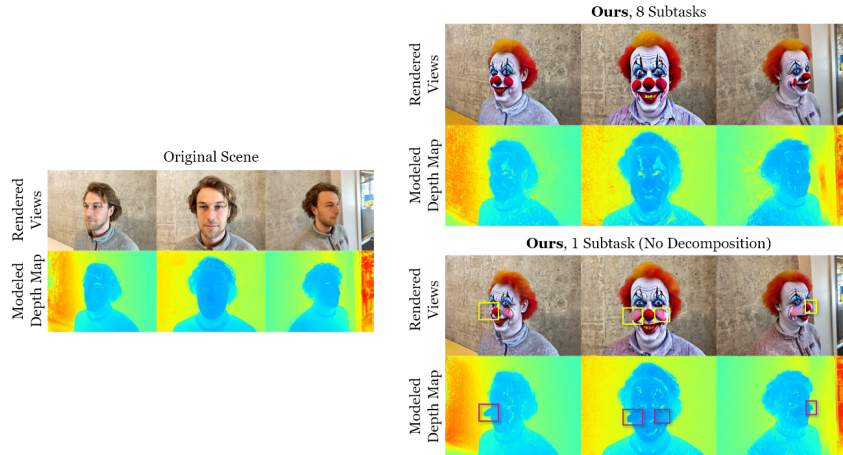 Original Scene
Rendered
Views
Modeled
Depth Map
Ours, 8 Subtasks
Rendered
Views
Modeled
Depth Map
Ours, 1 Subtask (No Decomposition)
Rendered
Views
Modeled
Depth Map